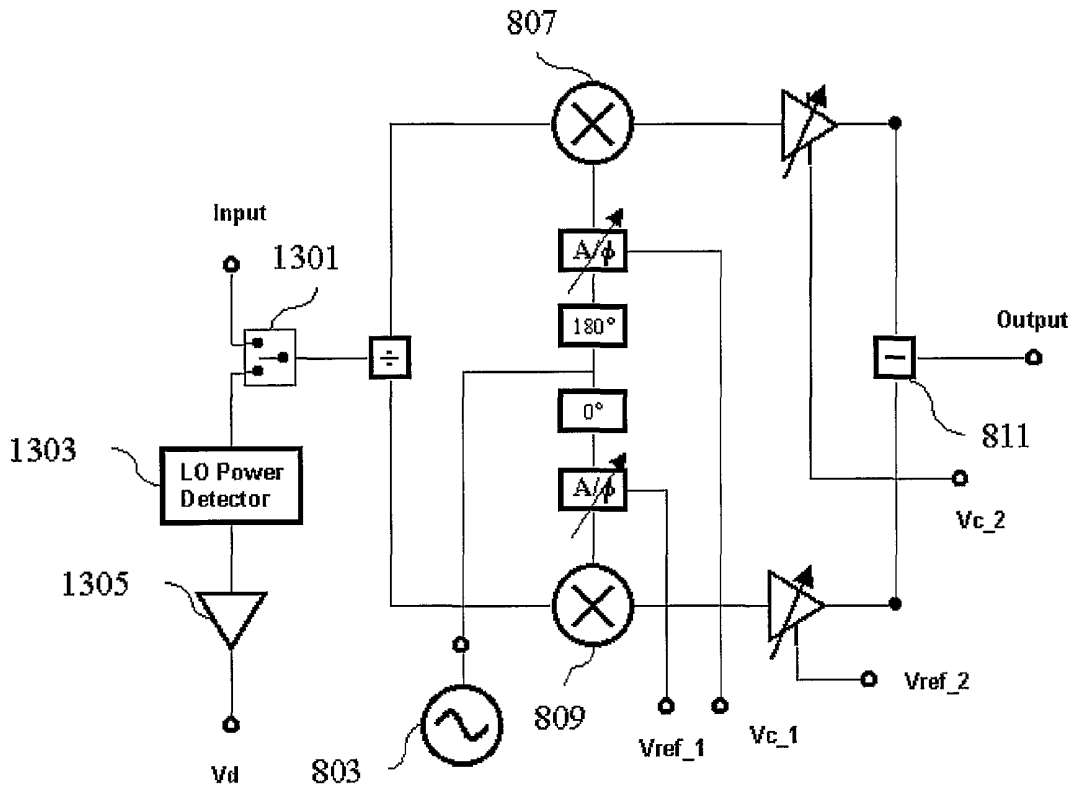 807
Input
1301
A/ϕ
180°
÷
Output
0°
−
811
1303
LO Power
Detector
A/ϕ
Vc_2
1305
Vref_2
809
Vref_1
Vc_1
803
Vd